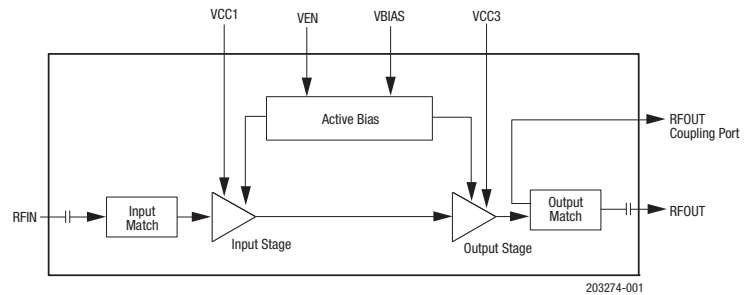 VCC1
VEN
VBIAS
VCC3
Active Bias
RFOUT
Coupling Port
RFIN
Input
Match
Input Stage
Output Stage
Output
Match
RFOUT
203274-001